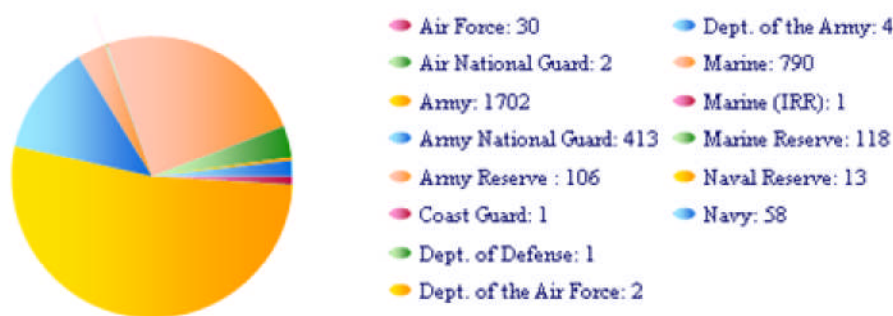 Air Force: 30
Air National Guard: 2
Army: 1702
Army National Guard: 413
Army Reserve : 106
Coast Guard: 1
Dept. of Defense: 1
Dept. of the Air Force: 2
Dept. of the Army: 4
Marine: 790
Marine (IRR): 1
Marine Reserve: 118
Naval Reserve: 13
Navy: 58